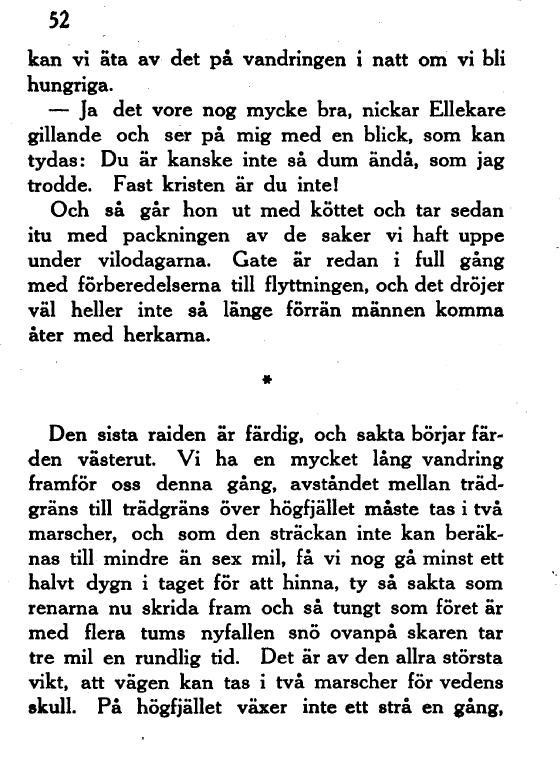 52
kan vi äta av det på vandringen i natt om vi bli
hungriga.
— Ja det vore nog mycke bra, nickar Ellekare
gillande och ser på mig med en blick, som kan
tydas: Du är kanske inte så dum ändå, som jag
trodde. Fast kristen är du inte!
Och så går hon ut med köttet och tar sedan
itu med packningen av de saker vi haft uppe
under vilodagarna. Gate är redan i full gång
med förberedelserna till flyttningen, och det dröjer
väl heller inte så länge förrän männen komma
åter med herkarna.
*
Den sista raiden är färdig, och sakta börjar fär-
den västerut. Vi ha en mycket lång vandring
framför oss denna gång, avståndet mellan träd-
gräns till trädgräns över högfjället måste tas i två
marscher, och som den sträckan inte kan beräk-
nas till mindre än sex mil, få vi nog gå minst ett
halvt dygn i taget för att hinna, ty så sakta som
renarna nu skrida fram och så tungt som föret är
med flera tums nyfallen snö ovanpå skaren tar
tre mil en rundlig tid. Det är av den allra största
vikt, att vägen kan tas i två marscher för vedens
skull. På högfjället växer inte ett strå en gång,